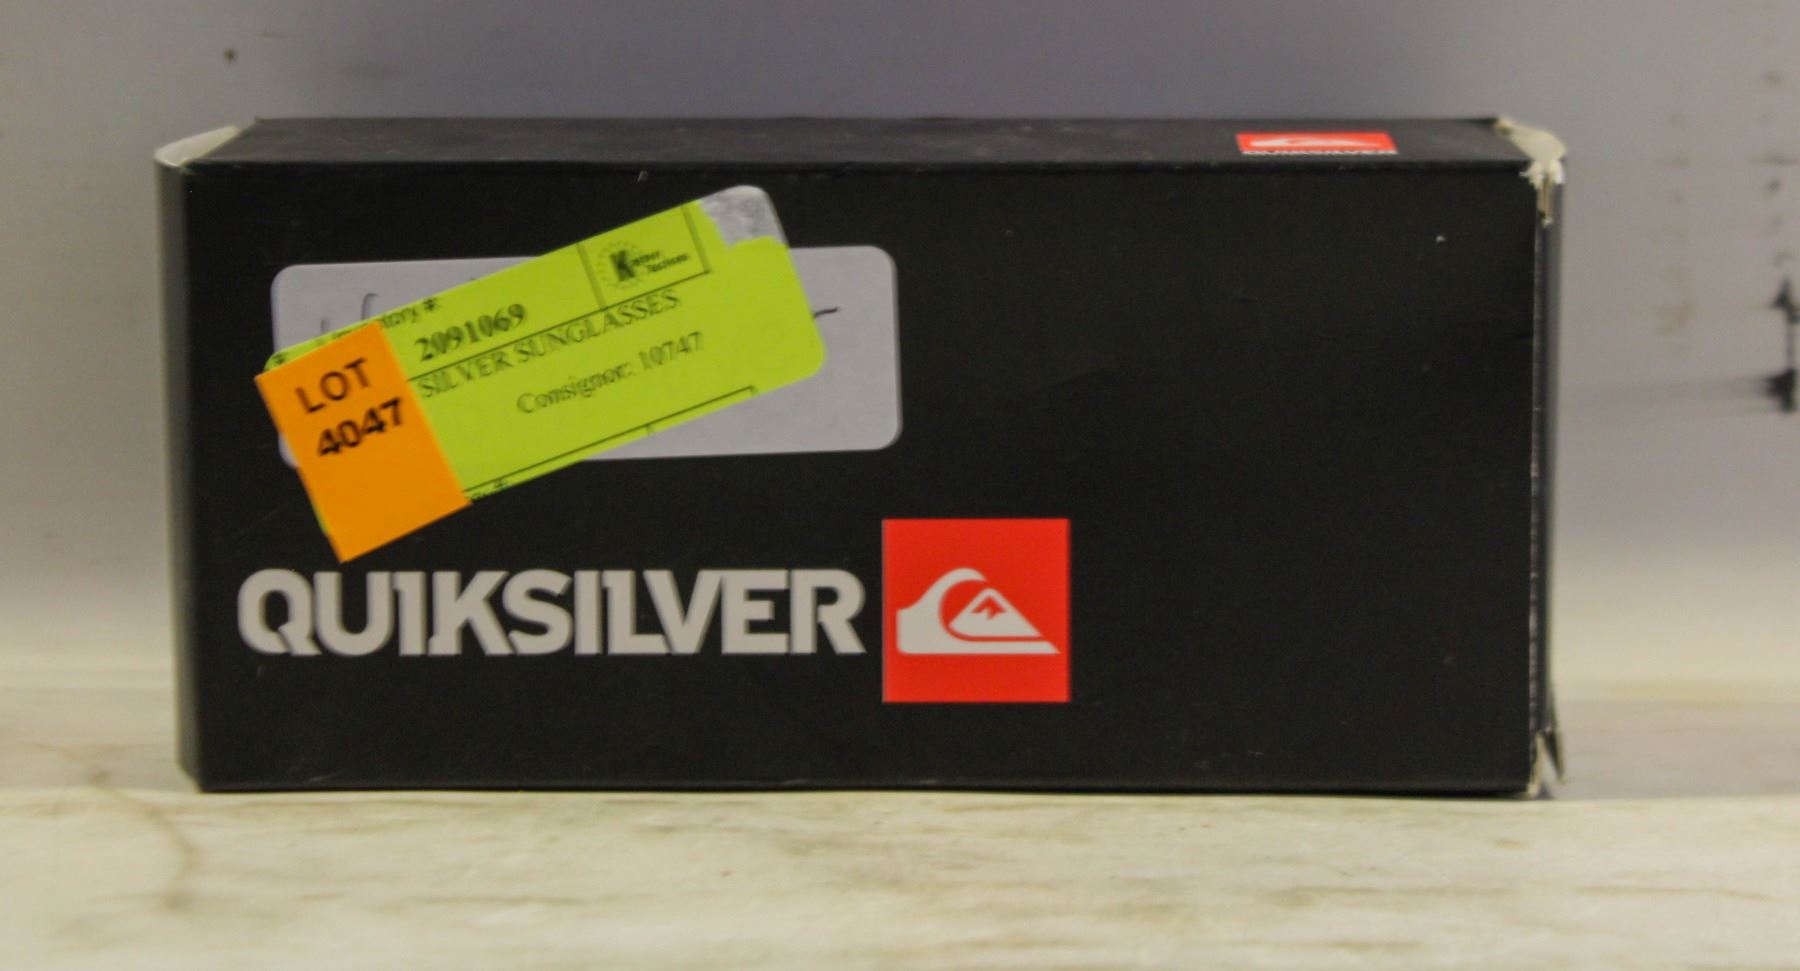 QUIKSILVER
2091069
SILVER SUNGLASSES
Consignor: 10747
LOT
4047
QUIKSILVER